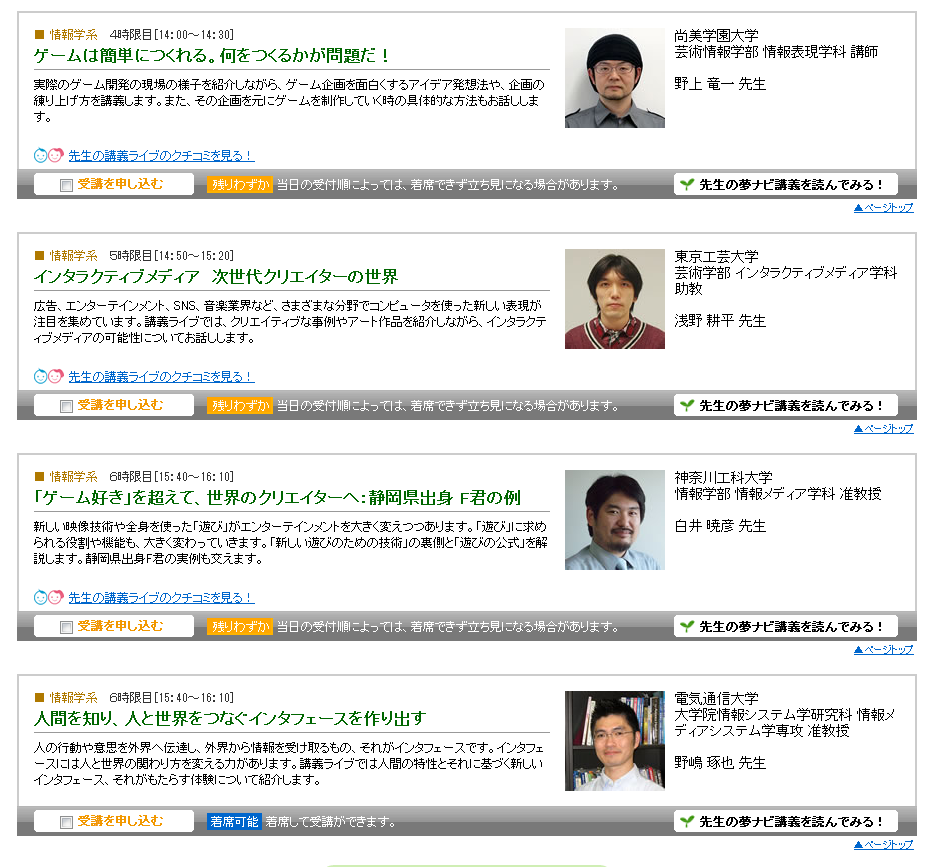 ■ 情報学系 4時限目[14:00～14:30]
ゲームは簡単につくれる。何をつくるかが問題だ！
実際のゲーム開発の現場の様子を紹介しながら、ゲーム企画を面白くするアイデア発想法や、企画の
練り上げ方を講義します。また、その企画を元にゲームを制作していく時の具体的な方法もお話ししま
す。
先生の講義ライブのクチコミを見る！
尚美学園大学
芸術情報学部 情報表現学科 講師
野上 竜一 先生
受講を申し込む 残りわずか 当日の受付順によっては、着席できず立ち見になる場合があります。 先生の夢ナビ講義を読んでみる！
▲ページトップ
■ 情報学系 5時限目[14:50～15:20]
インタラクティブメディア 次世代クリエイターの世界
広告、エンターテインメント、SNS、音楽業界など、さまざまな分野でコンピュータを使った新しい表現が
注目を集めています。講義ライブでは、クリエイティブな事例やアート作品を紹介しながら、インタラクテ
ィブメディアの可能性についてお話しします。
先生の講義ライブのクチコミを見る！
東京工芸大学
芸術学部 インタラクティブメディア学科
助教
浅野 耕平 先生
受講を申し込む 残りわずか 当日の受付順によっては、着席できず立ち見になる場合があります。 先生の夢ナビ講義を読んでみる！
▲ページトップ
■ 情報学系 6時限目[15:40～16:10]
「ゲーム好き」を超えて、世界のクリエイターへ：静岡県出身 F君の例
新しい映像技術や全身を使った「遊び」がエンターテインメントを大きく変えつつあります。「遊び」に求め
られる役割や機能も、大きく変わっていきます。「新しい遊びのための技術」の裏側と「遊びの公式」を解
説します。静岡県出身F君の実例も交えます。
先生の講義ライブのクチコミを見る！
神奈川工科大学
情報学部 情報メディア学科 准教授
白井 暁彦 先生
受講を申し込む 残りわずか 当日の受付順によっては、着席できず立ち見になる場合があります。 先生の夢ナビ講義を読んでみる！
▲ページトップ
■ 情報学系 6時限目[15:40～16:10]
人間を知り、人と世界をつなぐインタフェースを作り出す
人の行動や意思を外界へ伝達し、外界から情報を受け取るもの、それがインタフェースです。インタフェ
ースには人と世界の関わり方を変える力があります。講義ライブでは人間の特性とそれに基づく新しい
インタフェース、それがもたらす体験について紹介します。
電気通信大学
大学院情報システム学研究科 情報メ
ディアシステム学専攻 准教授
野嶋 琢也 先生
受講を申し込む 着席可能 着席して受講ができます。 先生の夢ナビ講義を読んでみる！
▲ページトップ